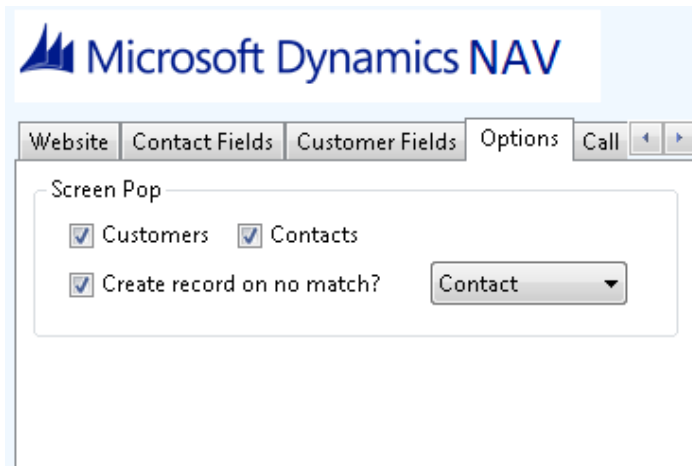 Microsoft Dynamics NAV
Website Contact Fields Customer Fields Options Call
Screen Pop
Customers Contacts
Create record on no match? Contact